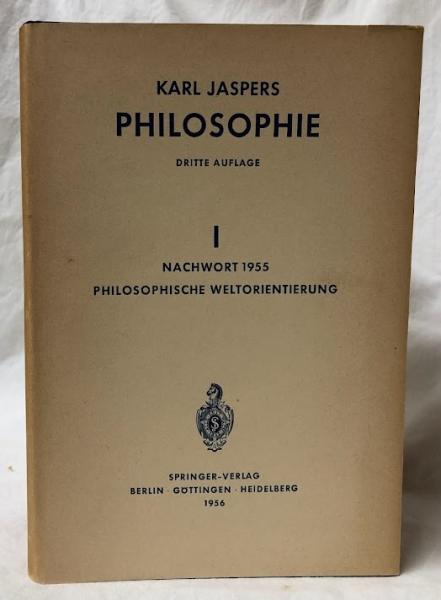 KARL JASPERS
PHILOSOPHIE
DRITTE AUFLAGE
I
NACHWORT 1955
PHILOSOPHISCHE WELTORIENTIERUNG
SPRINGER-VERLAG
BERLIN · GÖTTINGEN · HEIDELBERG
1956